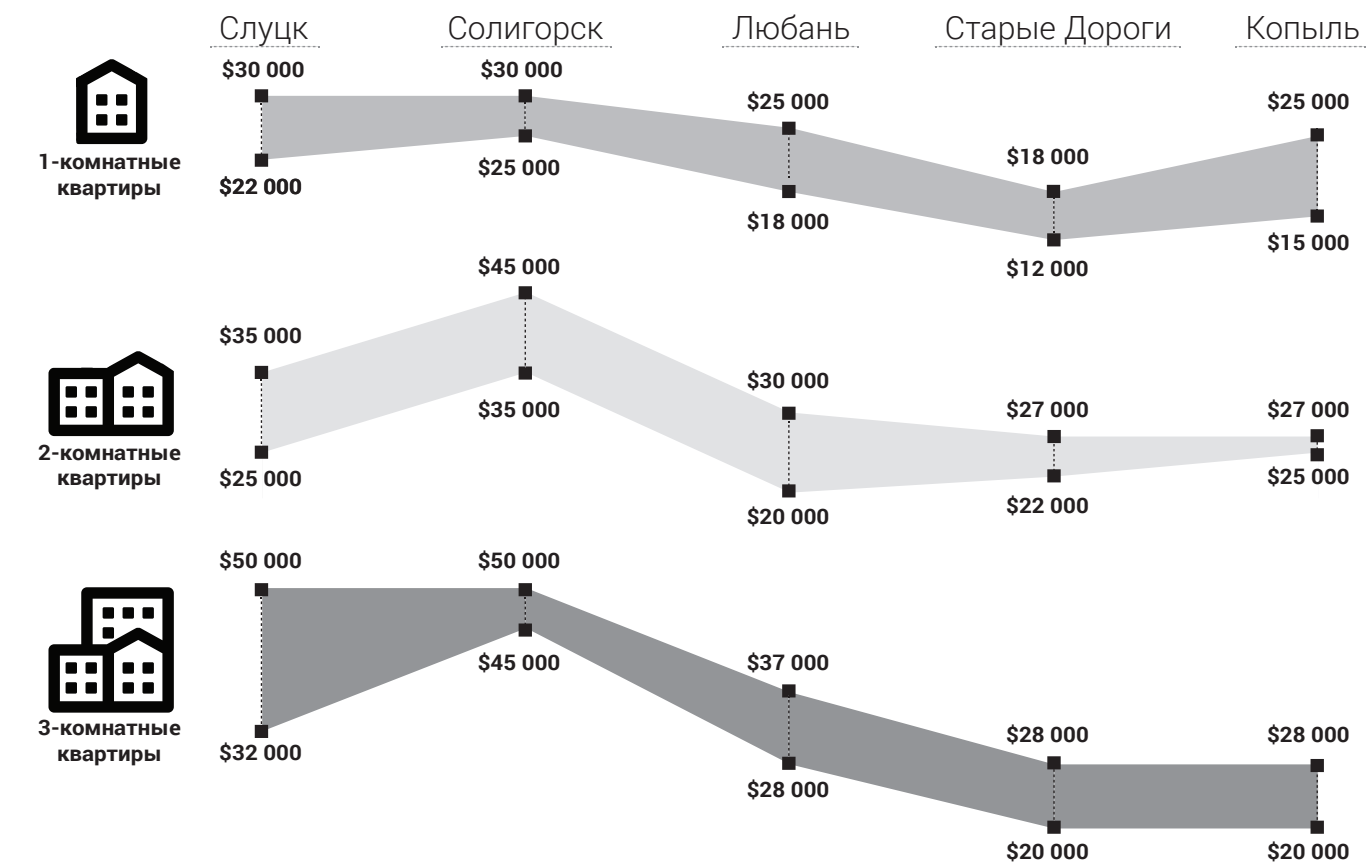 Слуцк Солигорск Любань Старые Дороги Копыль
$30 000 $30 000 $25 000 $18 000 $25 000
1-комнатные
квартиры
$22 000 $25 000 $18 000 $12 000 $15 000
$35 000 $45 000 $30 000 $27 000 $27 000
2-комнатные
квартиры
$25 000 $35 000 $20 000 $22 000 $25 000
$50 000 $50 000 $37 000 $28 000 $28 000
3-комнатные
квартиры
$32 000 $45 000 $28 000 $20 000 $20 000